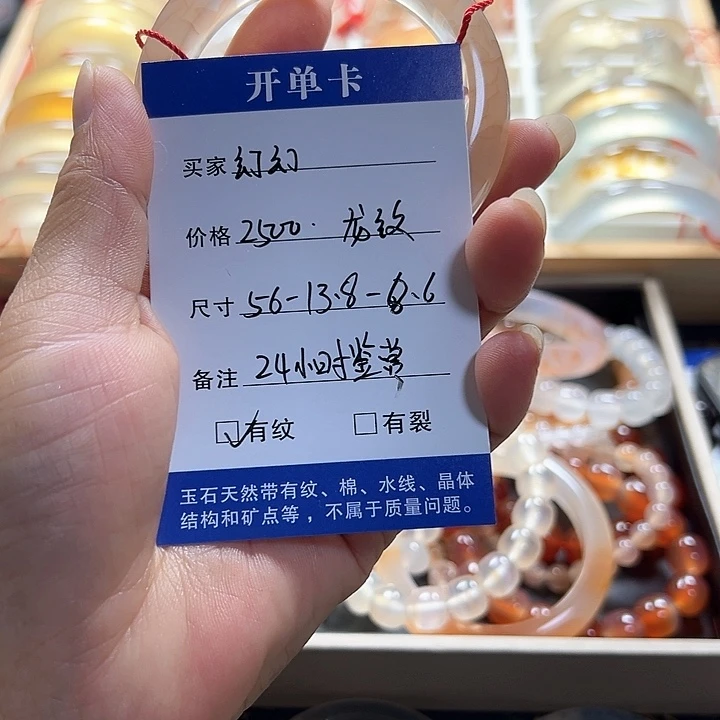 开单卡
买家 幻幻
价格 2500. 龙纹
尺寸 56-13.8-8.6
备注 24小时鉴赏
有纹 有裂
玉石天然带有纹、棉、水线、晶体
结构和矿点等，不属于质量问题。